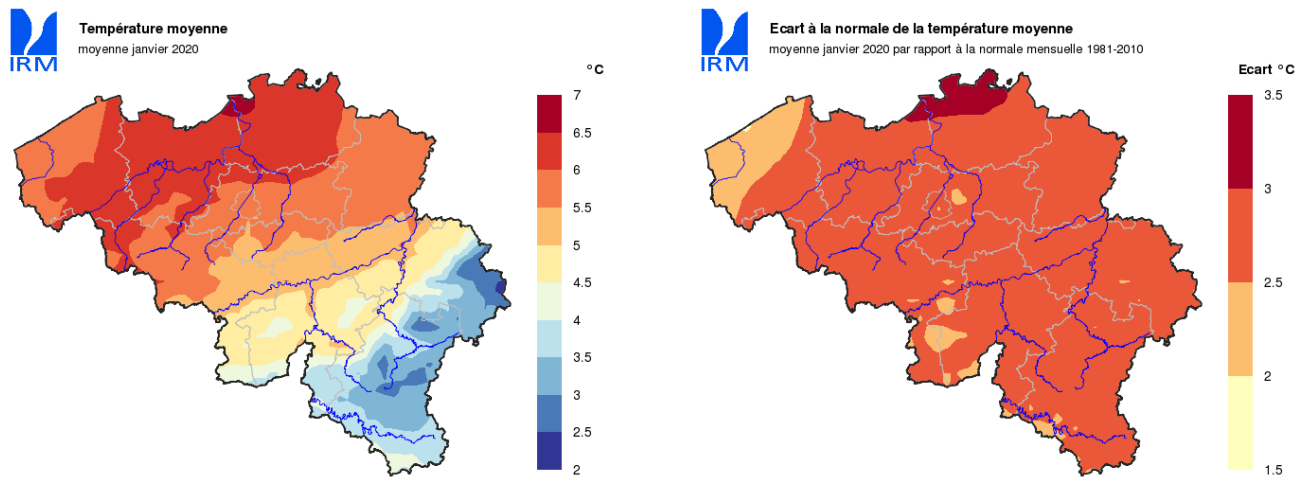 IRM
Température moyenne
moyenne janvier 2020
°C
7
6.5
6
5.5
5
4.5
4
3.5
3
2.5
2
IRM
Ecart à la normale de la température moyenne
moyenne janvier 2020 par rapport à la normale mensuelle 1981-2010
Ecart °C
3.5
3
2.5
2
1.5